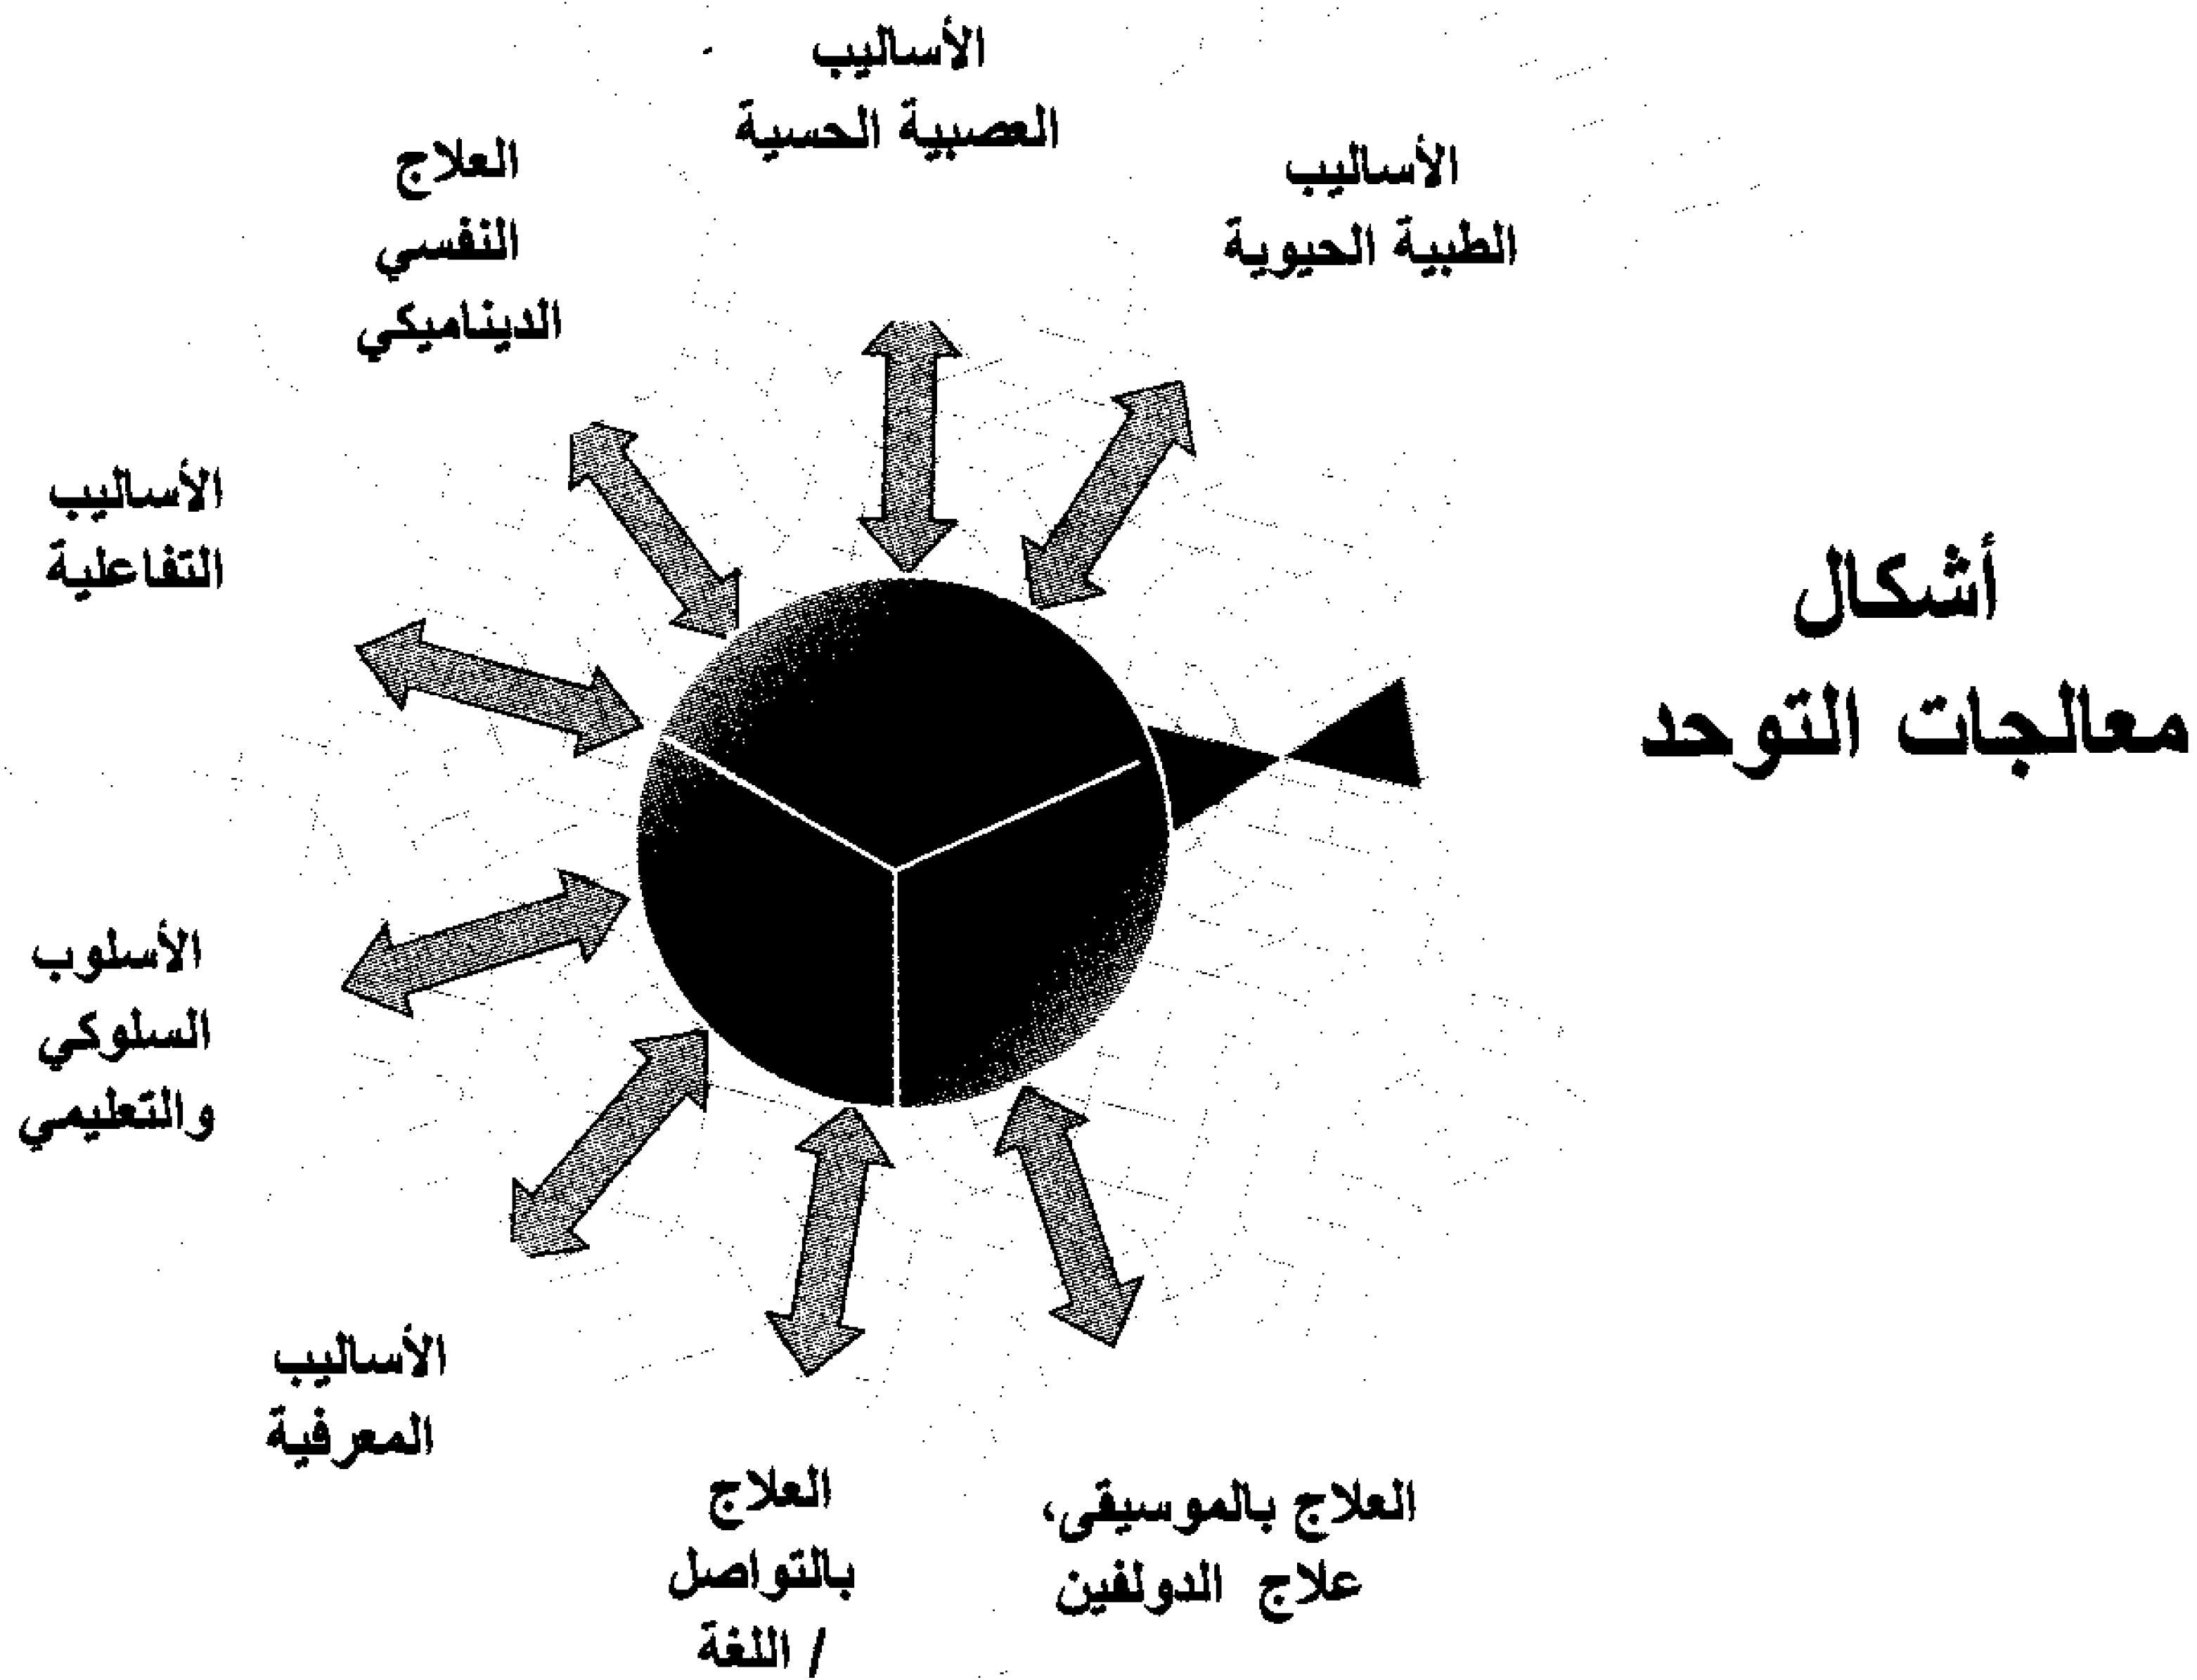 أشكال
معالجات التوحد
الأساليب
الطبية الحيوية
الأساليب
العصبية الحسية
العلاج
النفسي
الديناميكي
الأساليب
التفاعلية
الأسلوب
السلوكي
والتعليمي
الأساليب
المعرفية
العلاج
بالتواصل
/ اللغة
العلاج بالموسيقى،
علاج الدولفين